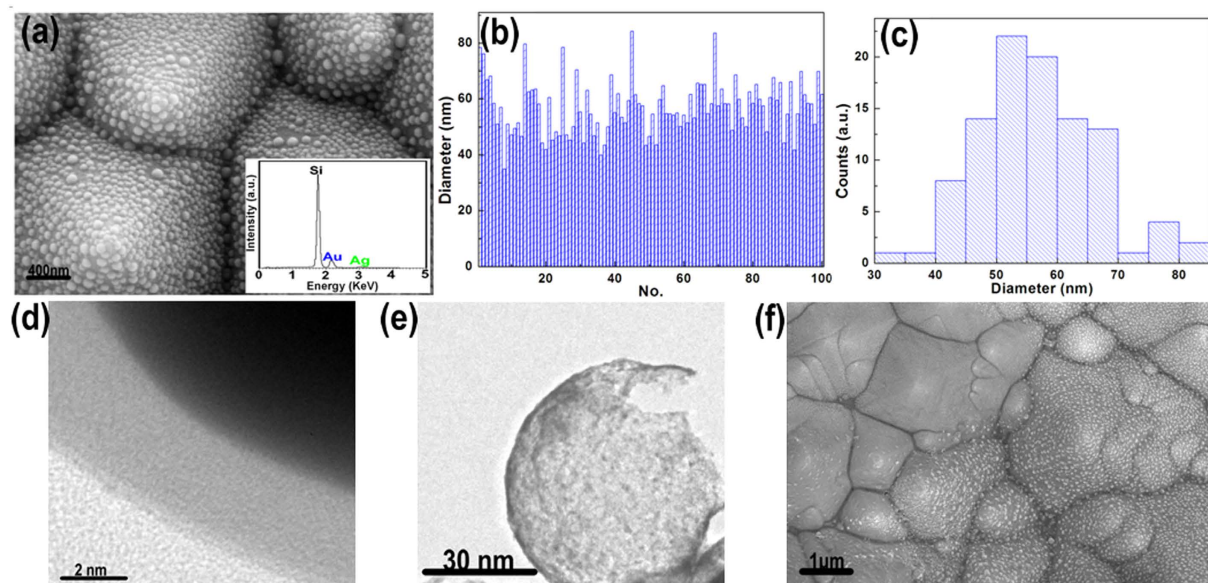 (a)
400nm
Intensity (a.u.)
Si
Au
Ag
0 1 2 3 4 5
Energy (KeV)
(b)
Diameter (nm)
80
60
40
20
0
20 40 60 80 100
No.
(c)
Counts (a.u.)
20
15
10
5
0
30 40 50 60 70 80
Diameter (nm)
(d)
2 nm
(e)
30 nm
(f)
1μm